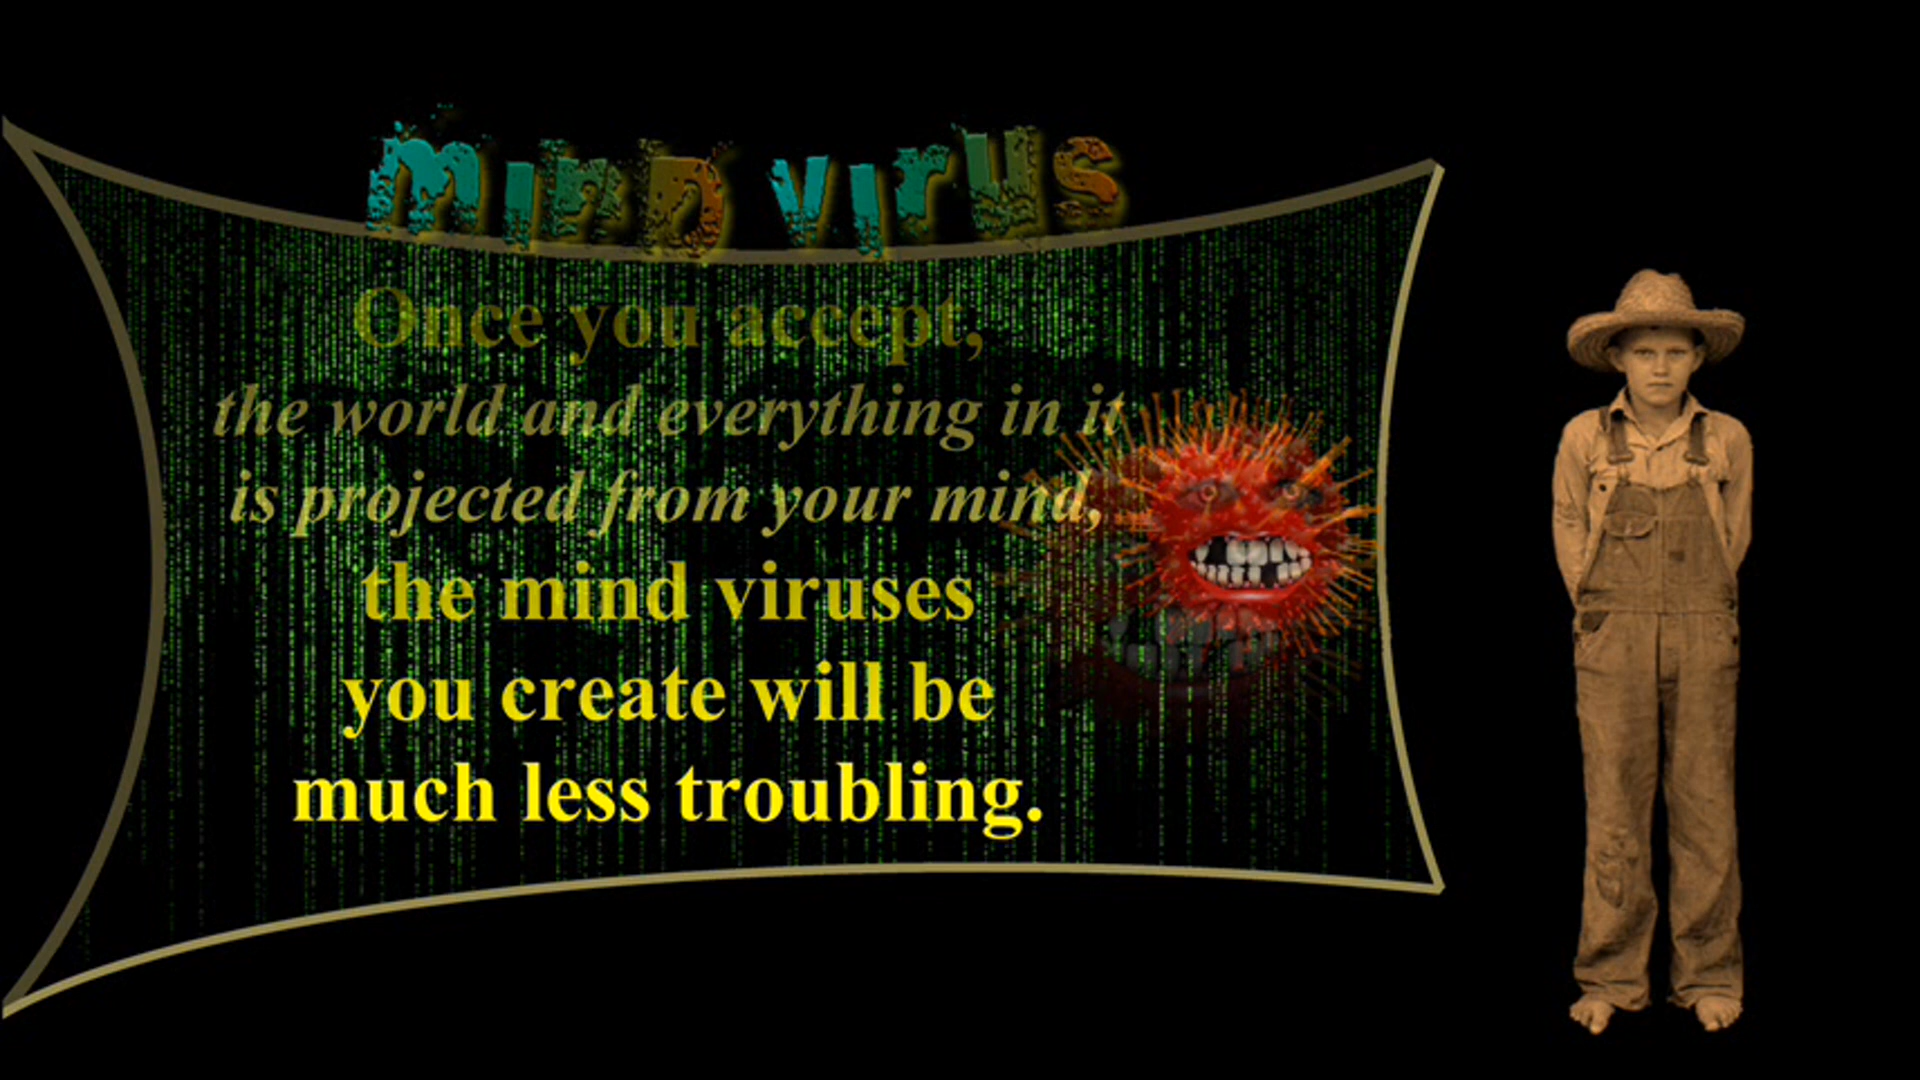 MIND VIRUS
Once you accept,
the world and everything in it
is projected from your mind,
the mind viruses
you create will be
much less troubling.